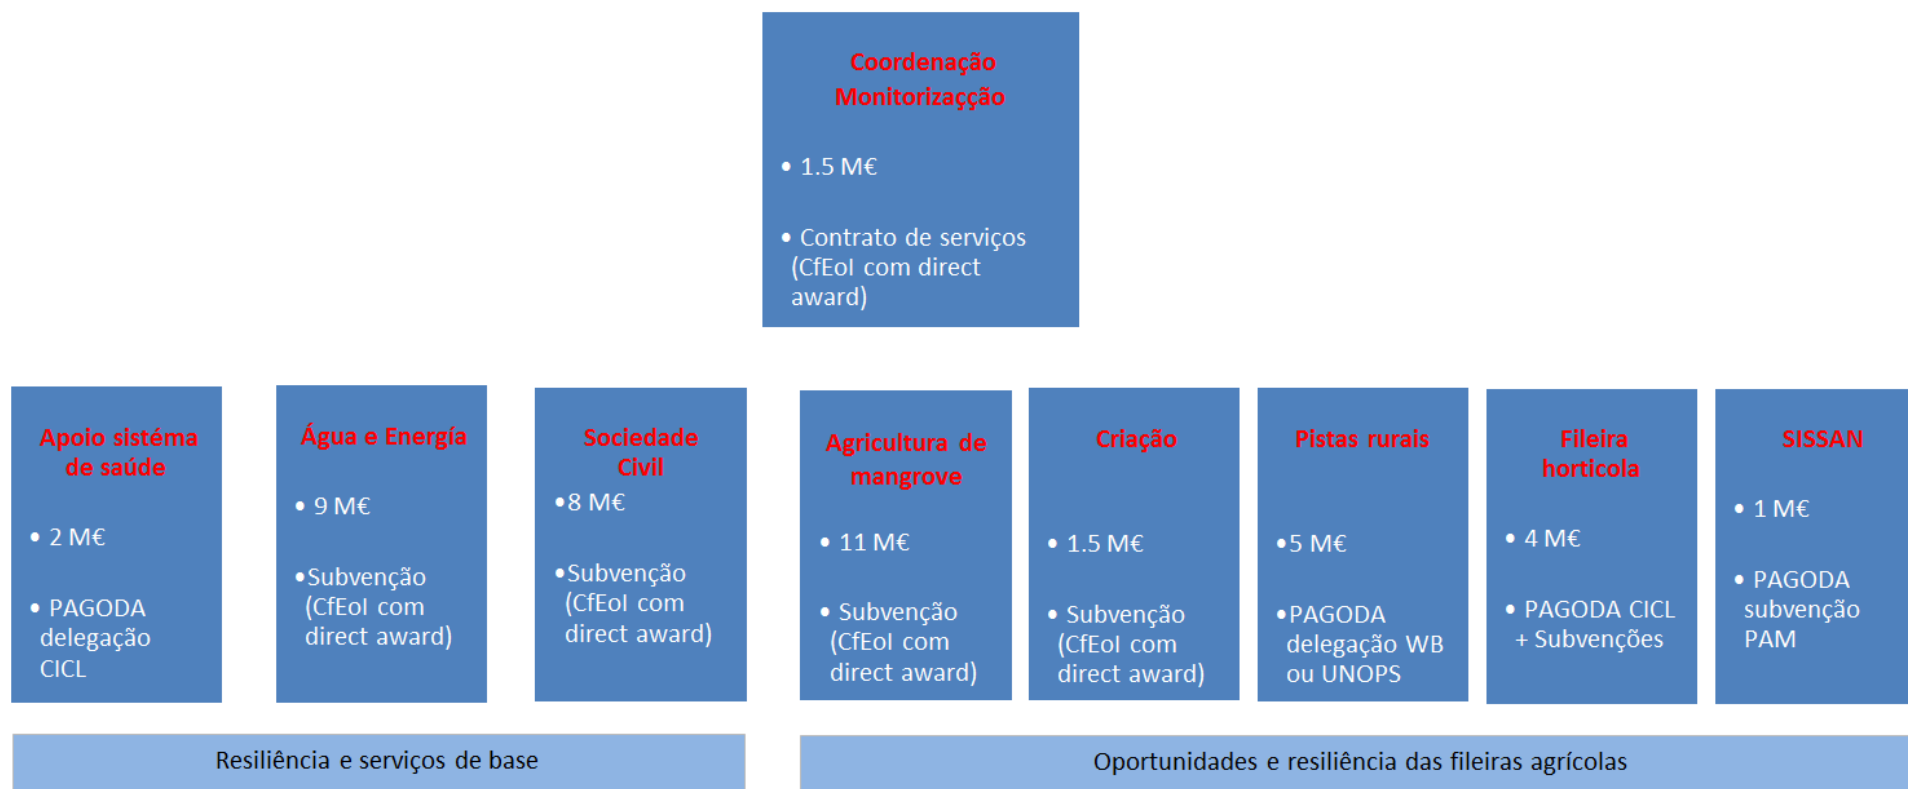 Coordenação
Monitorizaçção
• 1.5 M€
• Contrato de serviços
(CfEoI com direct
award)
Apoio sistéma
de saúde
• 2 M€
• PAGODA
delegação
CICL
Água e Energía
• 9 M€
•Subvenção
(CfEoI com
direct award)
Sociedade
Civil
•8 M€
•Subvenção
(CfEoI com
direct award)
Agricultura de
mangrove
• 11 M€
• Subvenção
(CfEoI com
direct award)
Criação
• 1.5 M€
• Subvenção
(CfEoI com
direct award)
Pistas rurais
•5 M€
•PAGODA
delegação WB
ou UNOPS
Fileira
horticola
• 4 M€
• PAGODA CICL
+ Subvenções
SISSAN
• 1 M€
• PAGODA
subvenção
PAM
Resiliência e serviços de base
Oportunidades e resiliência das fileiras agrícolas